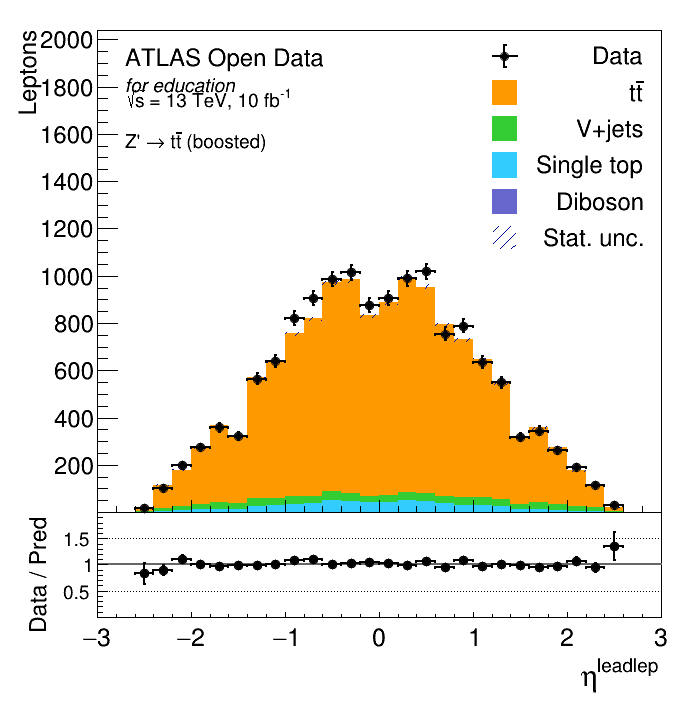 Leptons
2000
1800
1600
1400
1200
1000
800
600
400
200
ATLAS Open Data
for education
√s = 13 TeV, 10 fb⁻¹
Z' → tt̄ (boosted)
Data
tt̄
V+jets
Single top
Diboson
Stat. unc.
Data / Pred
1.5
1
0.5
−3 −2 −1 0 1 2 3
η^leadlep